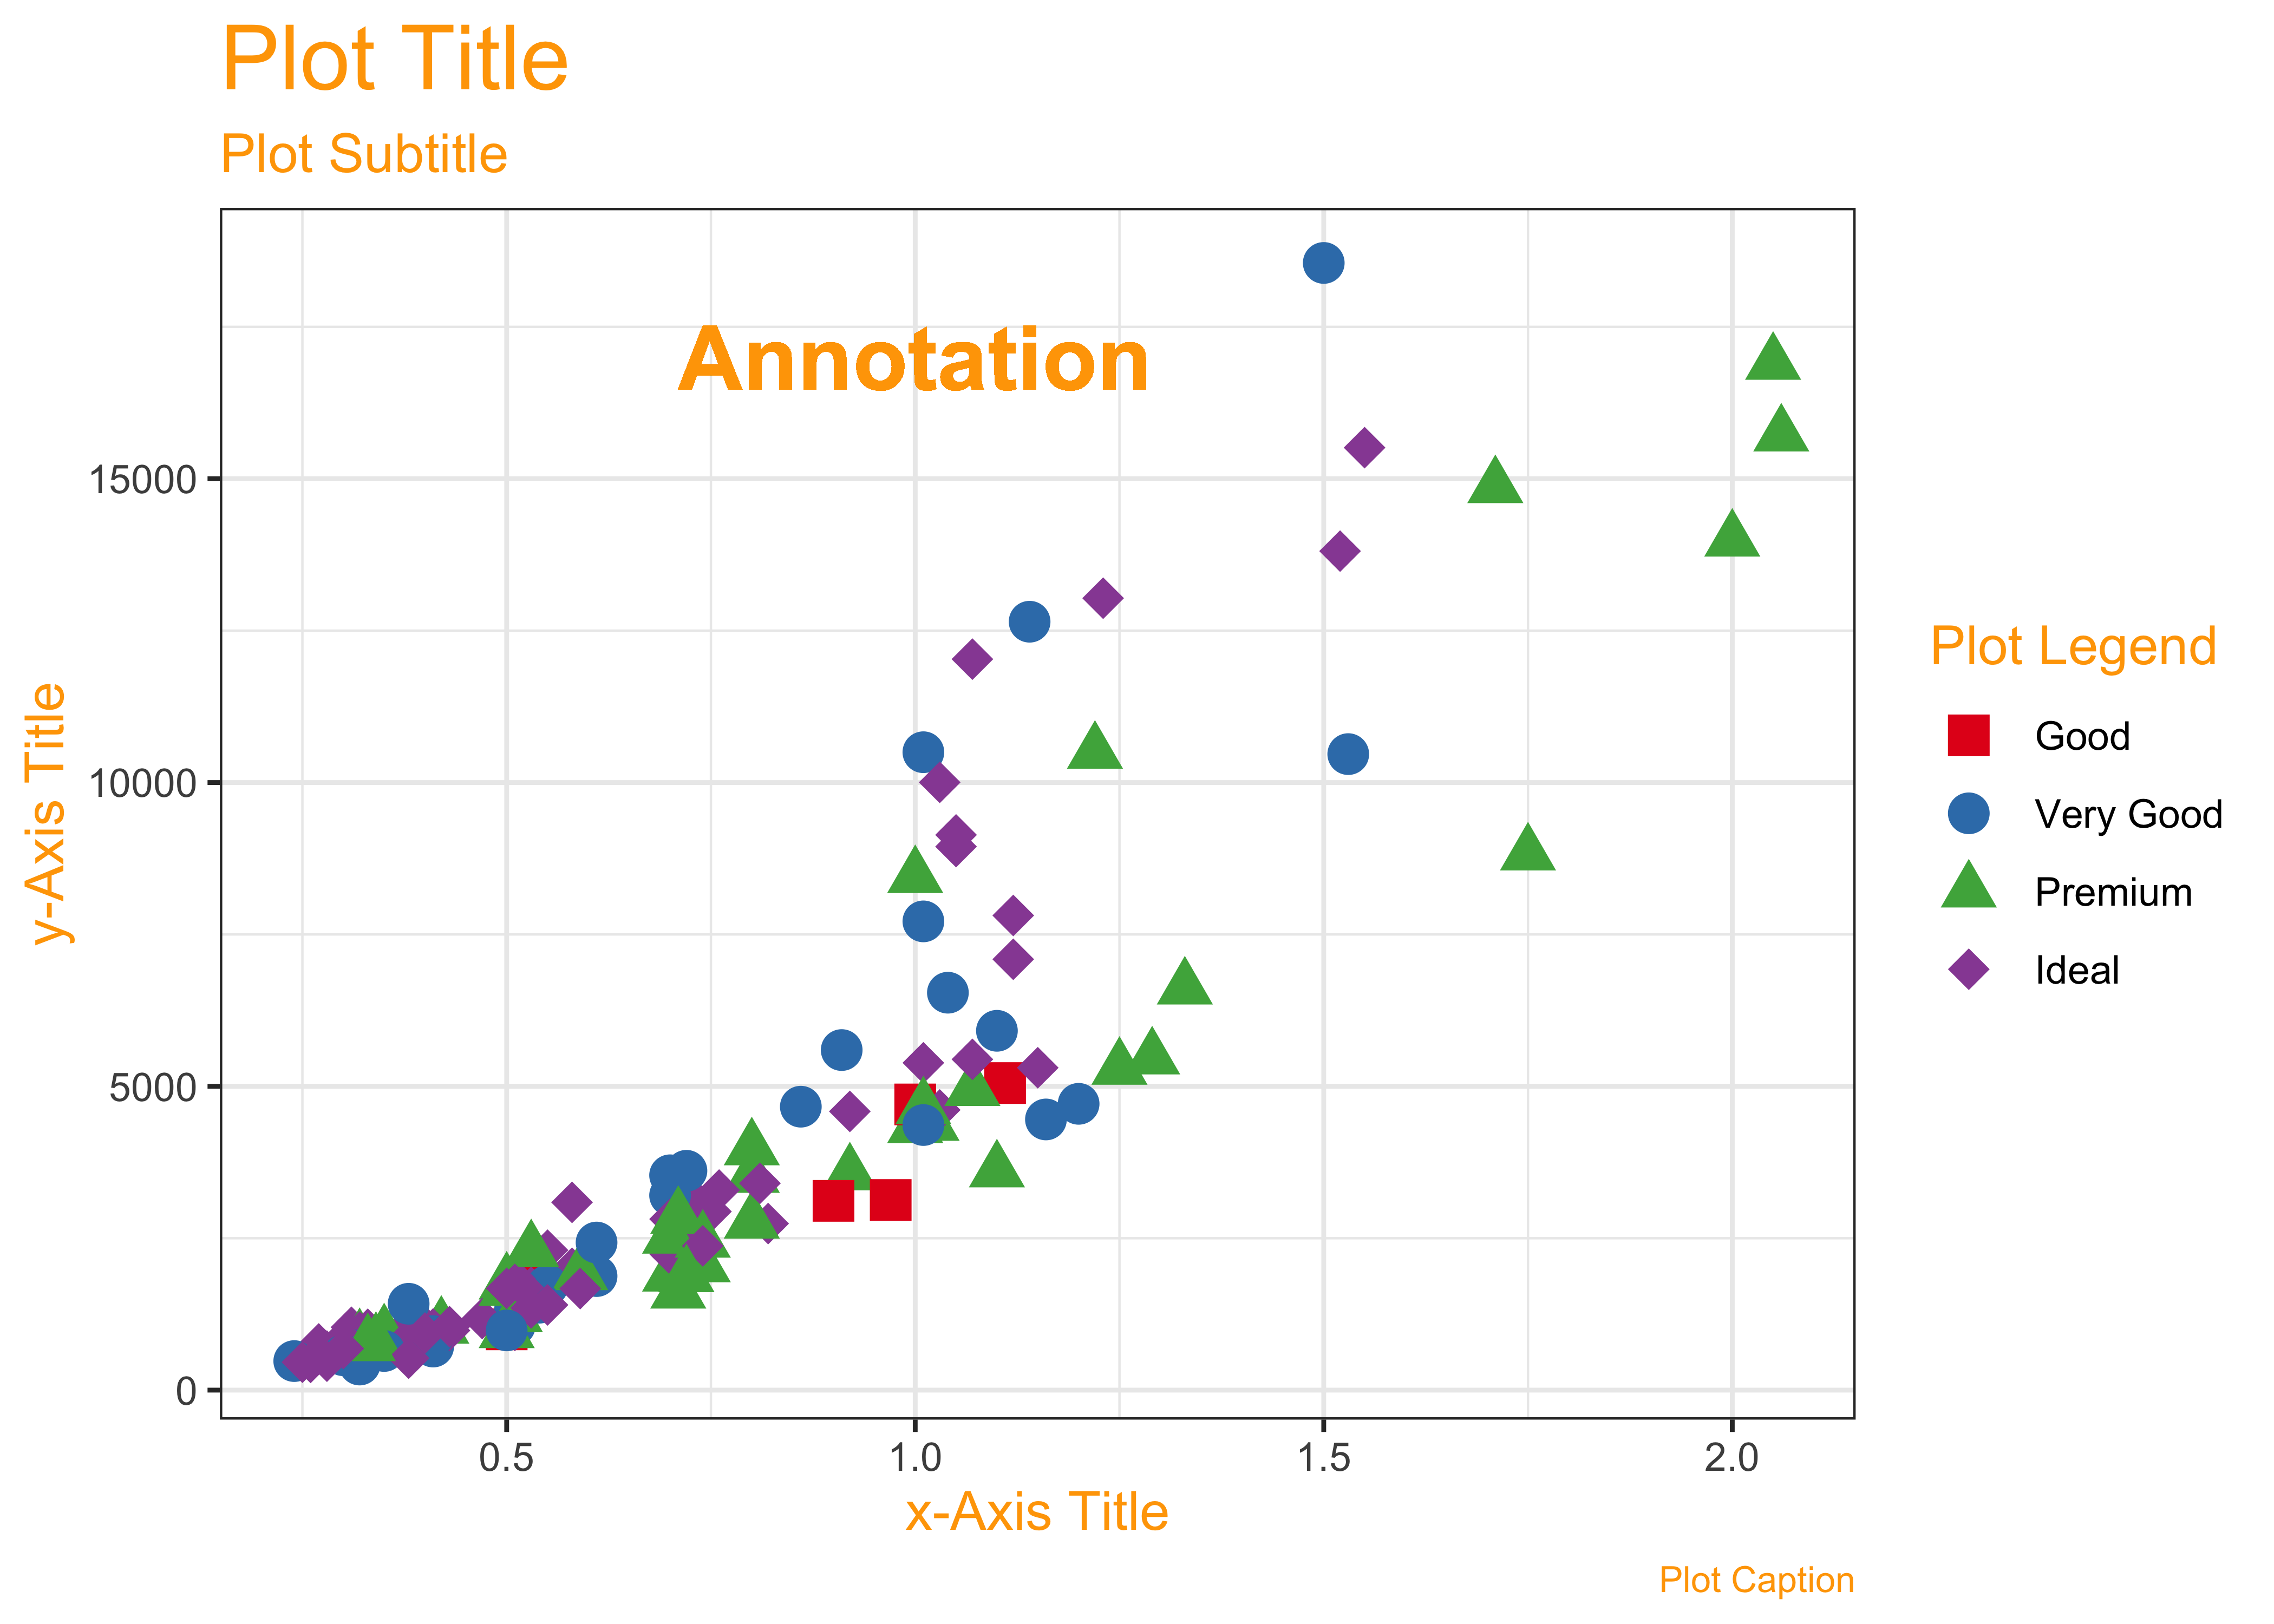 Plot Title
Plot Subtitle
Annotation
15000
10000
5000
0
y-Axis Title
0.5 1.0 1.5 2.0
x-Axis Title
Plot Legend
Good
Very Good
Premium
Ideal
Plot Caption